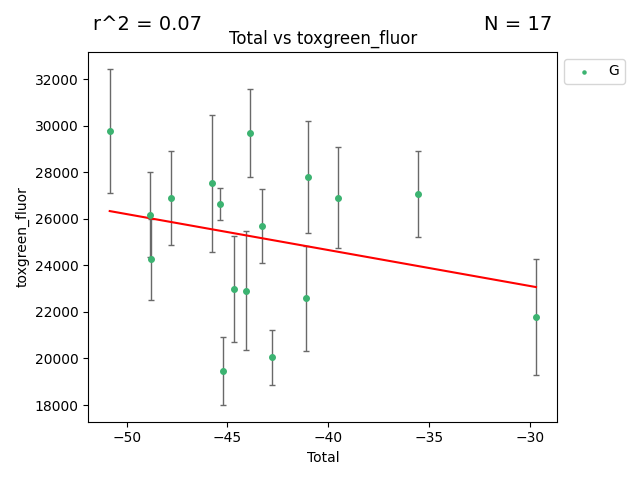 r^2 = 0.07
N = 17
Total vs toxgreen_fluor
G
32000
30000
28000
26000
24000
22000
20000
18000
toxgreen_fluor
−50
−45
−40
−35
−30
Total